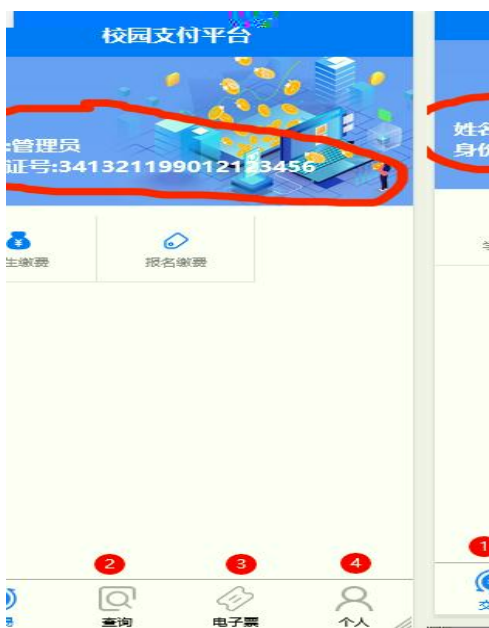 校园支付平台
:管理员
证号:341321199012123456
生缴费
报名缴费
2
3
4
查询
电子票
个人
姓名
身份
1
交